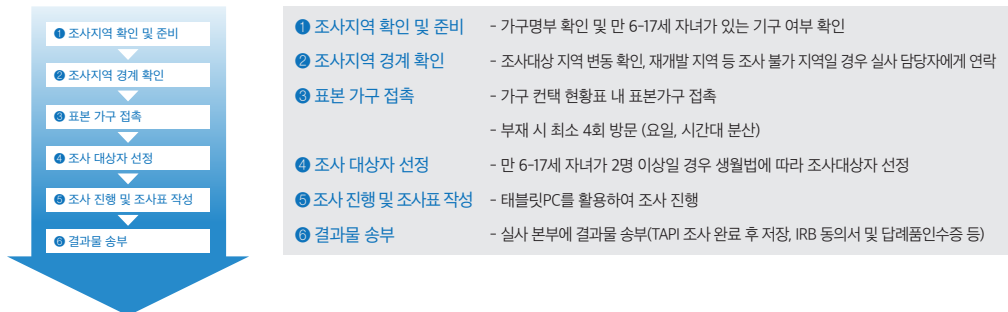 ❶ 조사지역 확인 및 준비
❷ 조사지역 경계 확인
❸ 표본 가구 접촉
❹ 조사 대상자 선정
❺ 조사 진행 및 조사표 작성
❻ 결과물 송부
❶ 조사지역 확인 및 준비 - 가구명부 확인 및 만 6-17세 자녀가 있는 기구 여부 확인
❷ 조사지역 경계 확인 - 조사대상 지역 변동 확인, 재개발 지역 등 조사 불가 지역일 경우 실사 담당자에게 연락
❸ 표본 가구 접촉 - 가구 컨택 현황표 내 표본가구 접촉
- 부재 시 최소 4회 방문 (요일, 시간대 분산)
❹ 조사 대상자 선정 - 만 6-17세 자녀가 2명 이상일 경우 생월법에 따라 조사대상자 선정
❺ 조사 진행 및 조사표 작성 - 태블릿PC를 활용하여 조사 진행
❻ 결과물 송부 - 실사 본부에 결과물 송부(TAPI 조사 완료 후 저장, IRB 동의서 및 답례품인수증 등)